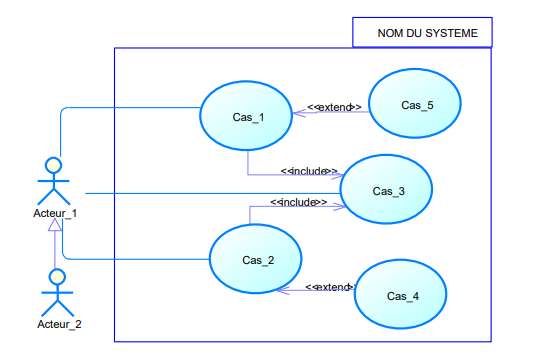 NOM DU SYSTEME
Cas_1
<<extend>>
Cas_5
<<include>>
Cas_3
Acteur_1
<<include>>
Cas_2
<<extend>>
Cas_4
Acteur_2